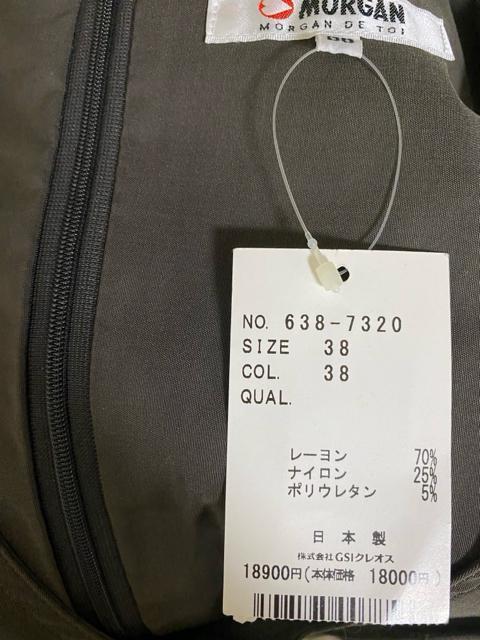 MORGAN
MORGAN DE TOI
38
NO. 638-7320
SIZE 38
COL. 38
QUAL.
レーヨン 70%
ナイロン 25%
ポリウレタン 5%
日本製
株式会社GSIクレオス
18900円(本体価格 18000円)